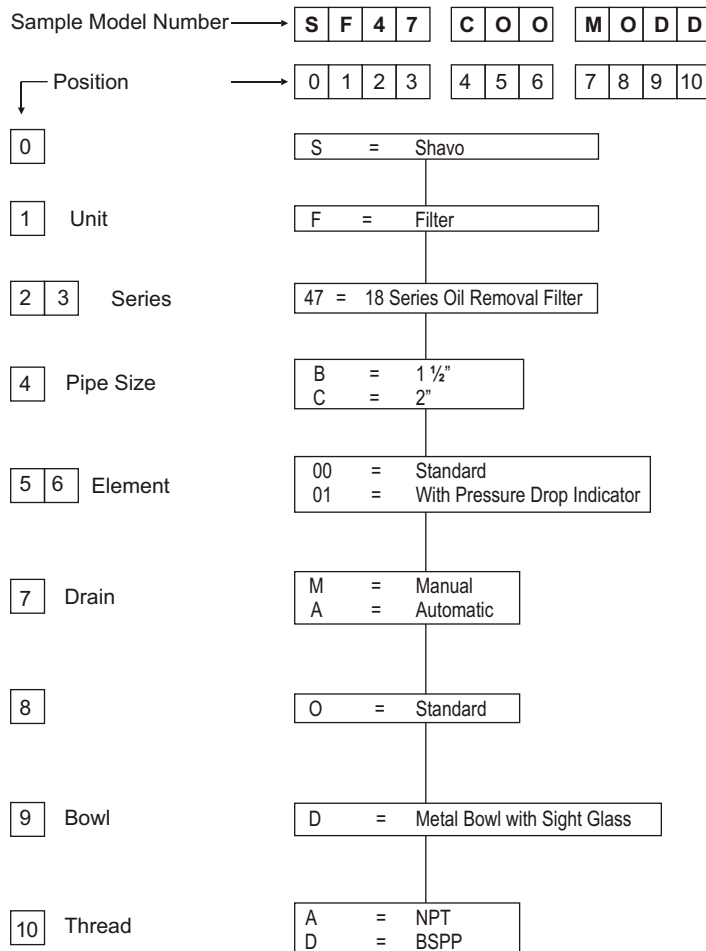 Sample Model Number S F 4 7 C O O M O D D
Position 0 1 2 3 4 5 6 7 8 9 10
0 S = Shavo
1 Unit F = Filter
2 3 Series 47 = 18 Series Oil Removal Filter
4 Pipe Size B = 1 ½”
C = 2”
5 6 Element 00 = Standard
01 = With Pressure Drop Indicator
7 Drain M = Manual
A = Automatic
8 O = Standard
9 Bowl D = Metal Bowl with Sight Glass
10 Thread A = NPT
D = BSPP